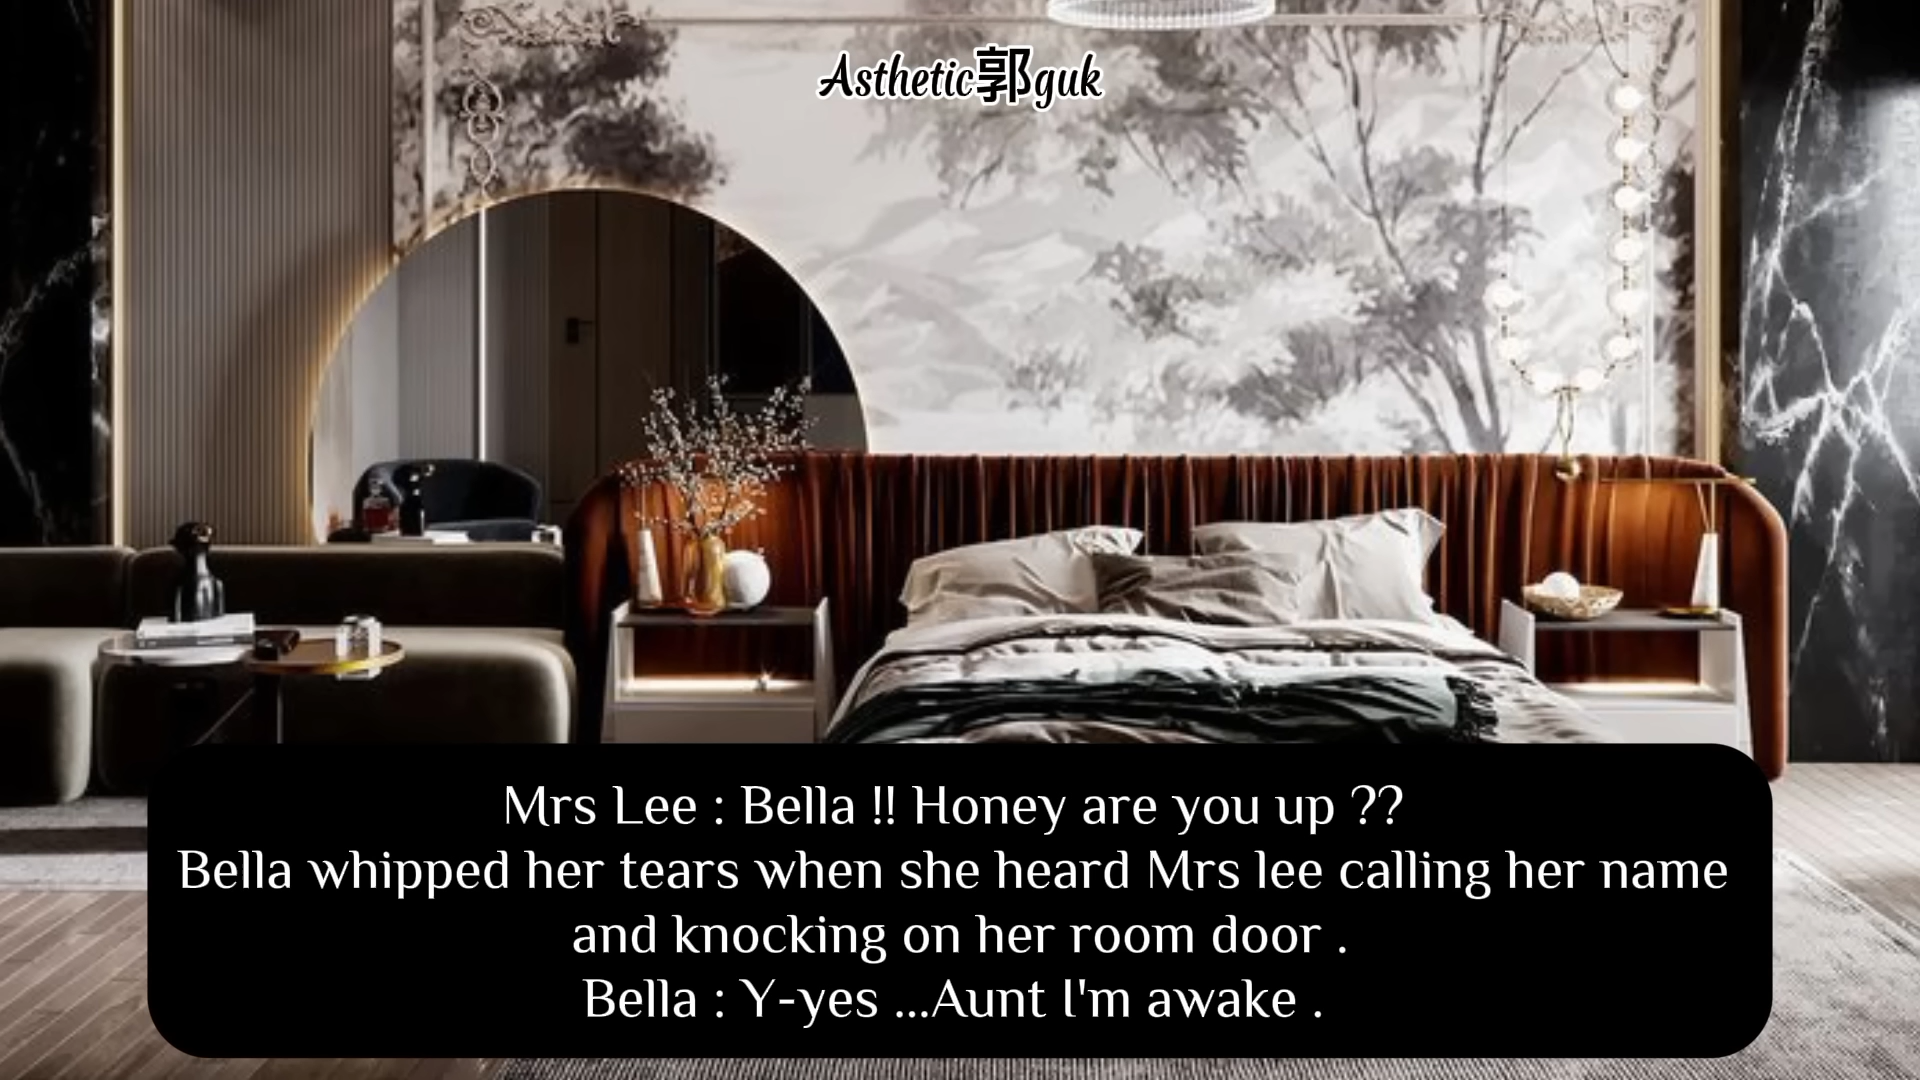 Asthetic郭guk
Mrs Lee : Bella !! Honey are you up ??
Bella whipped her tears when she heard Mrs lee calling her name
and knocking on her room door .
Bella : Y-yes ...Aunt I'm awake .